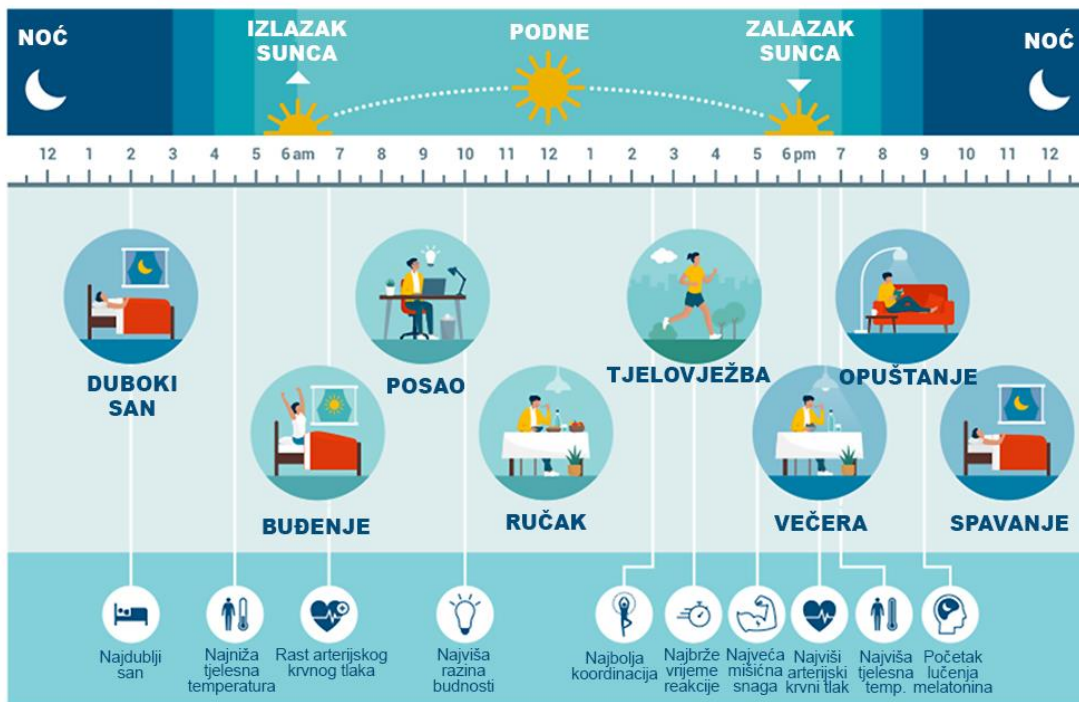 NOĆ
IZLAZAK
SUNCA
PODNE
ZALAZAK
SUNCA
NOĆ
12 1 2 3 4 5 6 am 7 8 9 10 11 12 1 2 3 4 5 6 pm 7 8 9 10 11 12
DUBOKI
SAN
BUĐENJE
POSAO
RUČAK
TJELOVJEŽBA
VEČERA
OPUŠTANJE
SPAVANJE
Najdublji
san
Najniža
tjelesna
temperatura
Rast arterijskog
krvnog tlaka
Najviša
razina
budnosti
Najbolja
koordinacija
Najbrže
vrijeme
reakcije
Najveća
mišićna
snaga
Najviši
arterijski
krvni tlak
Najviša
tjelesna
temp.
Početak
lučenja
melatonina